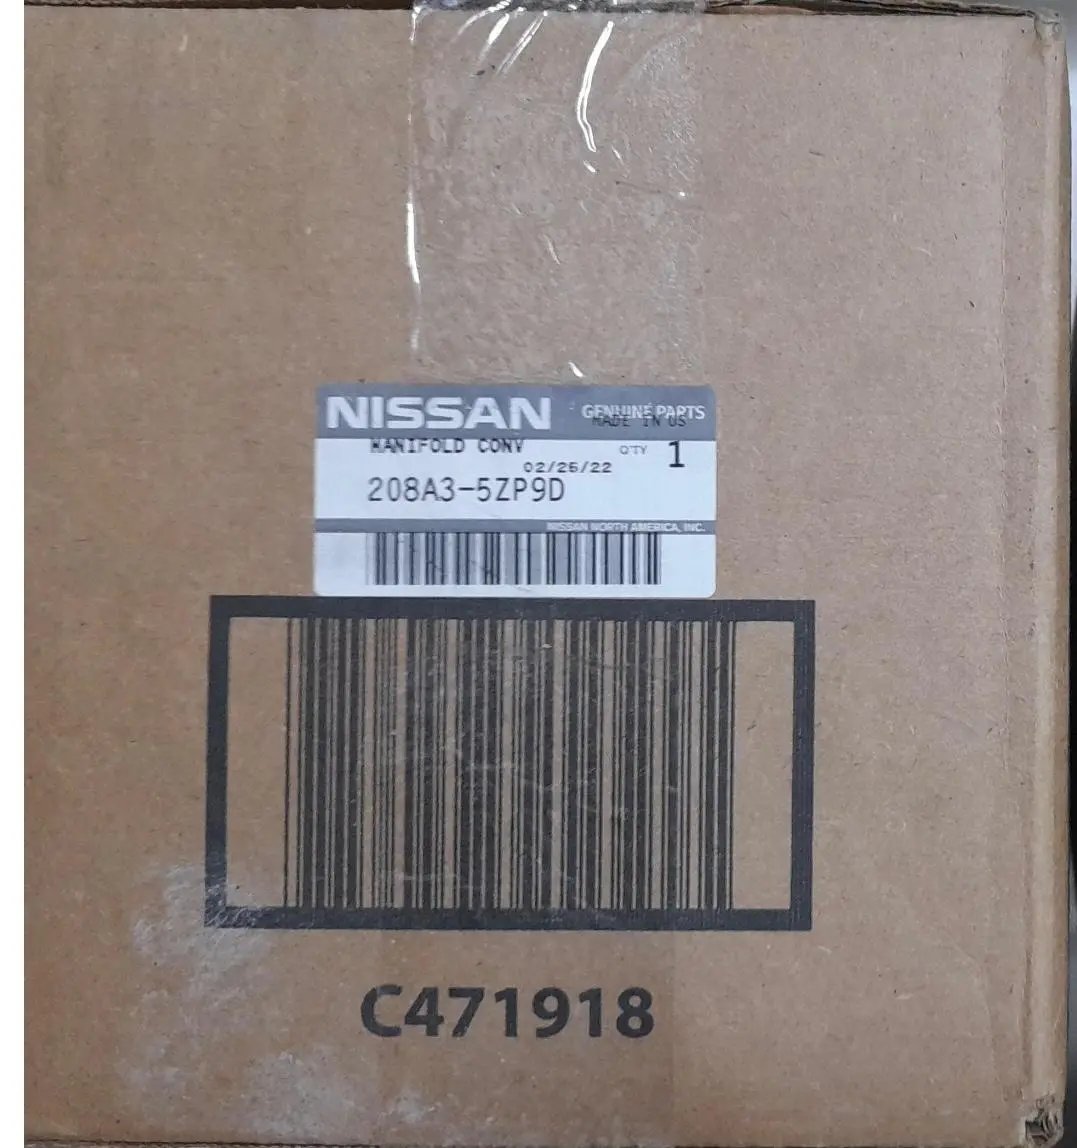 NISSAN GENUINE PARTS
MADE IN US
MANIFOLD CONV Q'TY 1
02/26/22
208A3-5ZP9D
NISSAN NORTH AMERICA, INC.
C471918